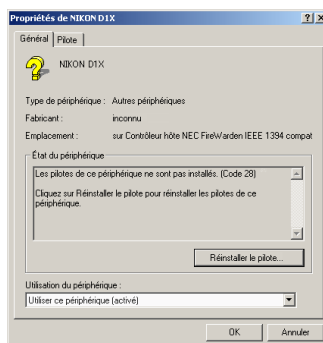 Propriétés de NIKON D1X
Général Pilote
NIKON D1X
Type de périphérique : Autres périphériques
Fabricant : inconnu
Emplacement : sur Contrôleur hôte NEC FireWarden IEEE 1394 compat
État du périphérique
Les pilotes de ce périphérique ne sont pas installés. (Code 28)
Cliquez sur Réinstaller le pilote pour réinstaller les pilotes de ce
périphérique.
Réinstaller le pilote...
Utilisation du périphérique :
Utiliser ce périphérique (activé)
OK Annuler